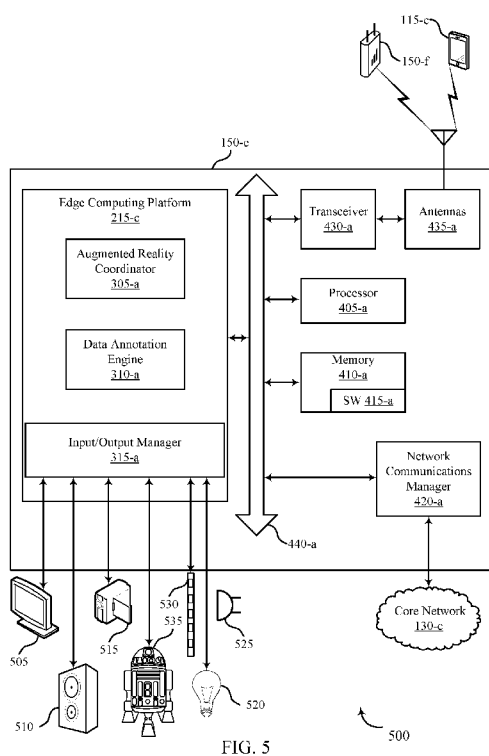 115-c
150-f
150-e
Edge Computing Platform
215-c
Augmented Reality
Coordinator
305-a
Data Annotation
Engine
310-a
Input/Output Manager
315-a
Transceiver
430-a
Antennas
435-a
Processor
405-a
Memory
410-a
SW 415-a
Network
Communications
Manager
420-a
440-a
Core Network
130-c
505
510
515
535
530
525
520
500
FIG. 5